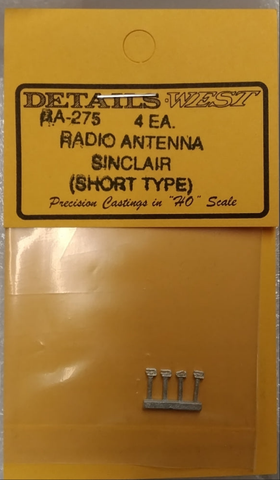 DETAILS WEST
RA-275 4 EA.
RADIO ANTENNA
SINCLAIR
(SHORT TYPE)
Precision Castings in "HO" Scale